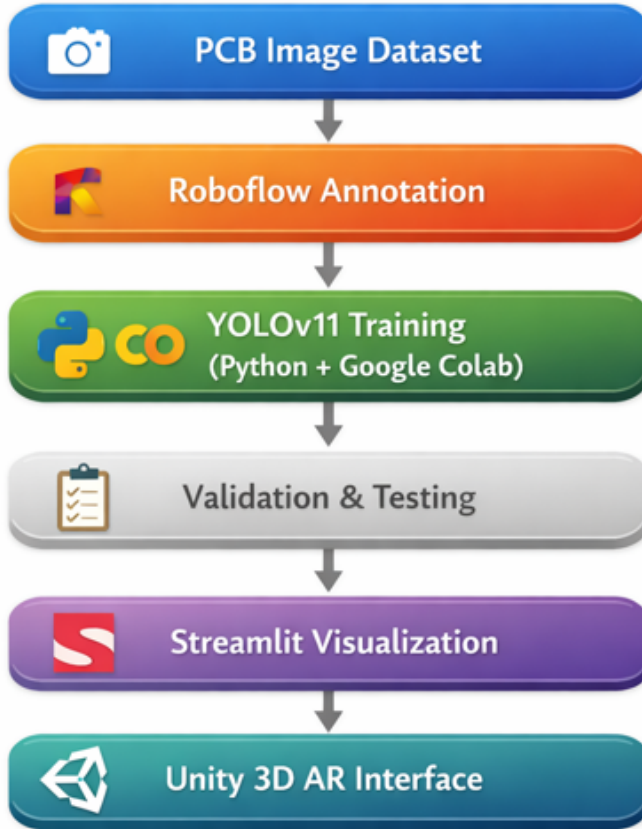 PCB Image Dataset
Roboflow Annotation
YOLOv11 Training
(Python + Google Colab)
Validation & Testing
Streamlit Visualization
Unity 3D AR Interface